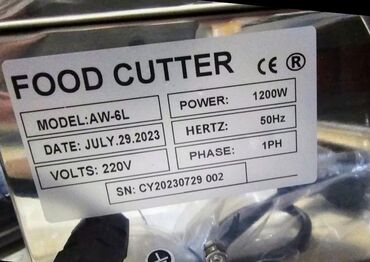 FOOD CUTTER CE ®
MODEL:AW-6L
POWER: 1200W
DATE: JULY.29.2023
HERTZ: 50Hz
VOLTS: 220V
PHASE: 1PH
SN: CY20230729 002